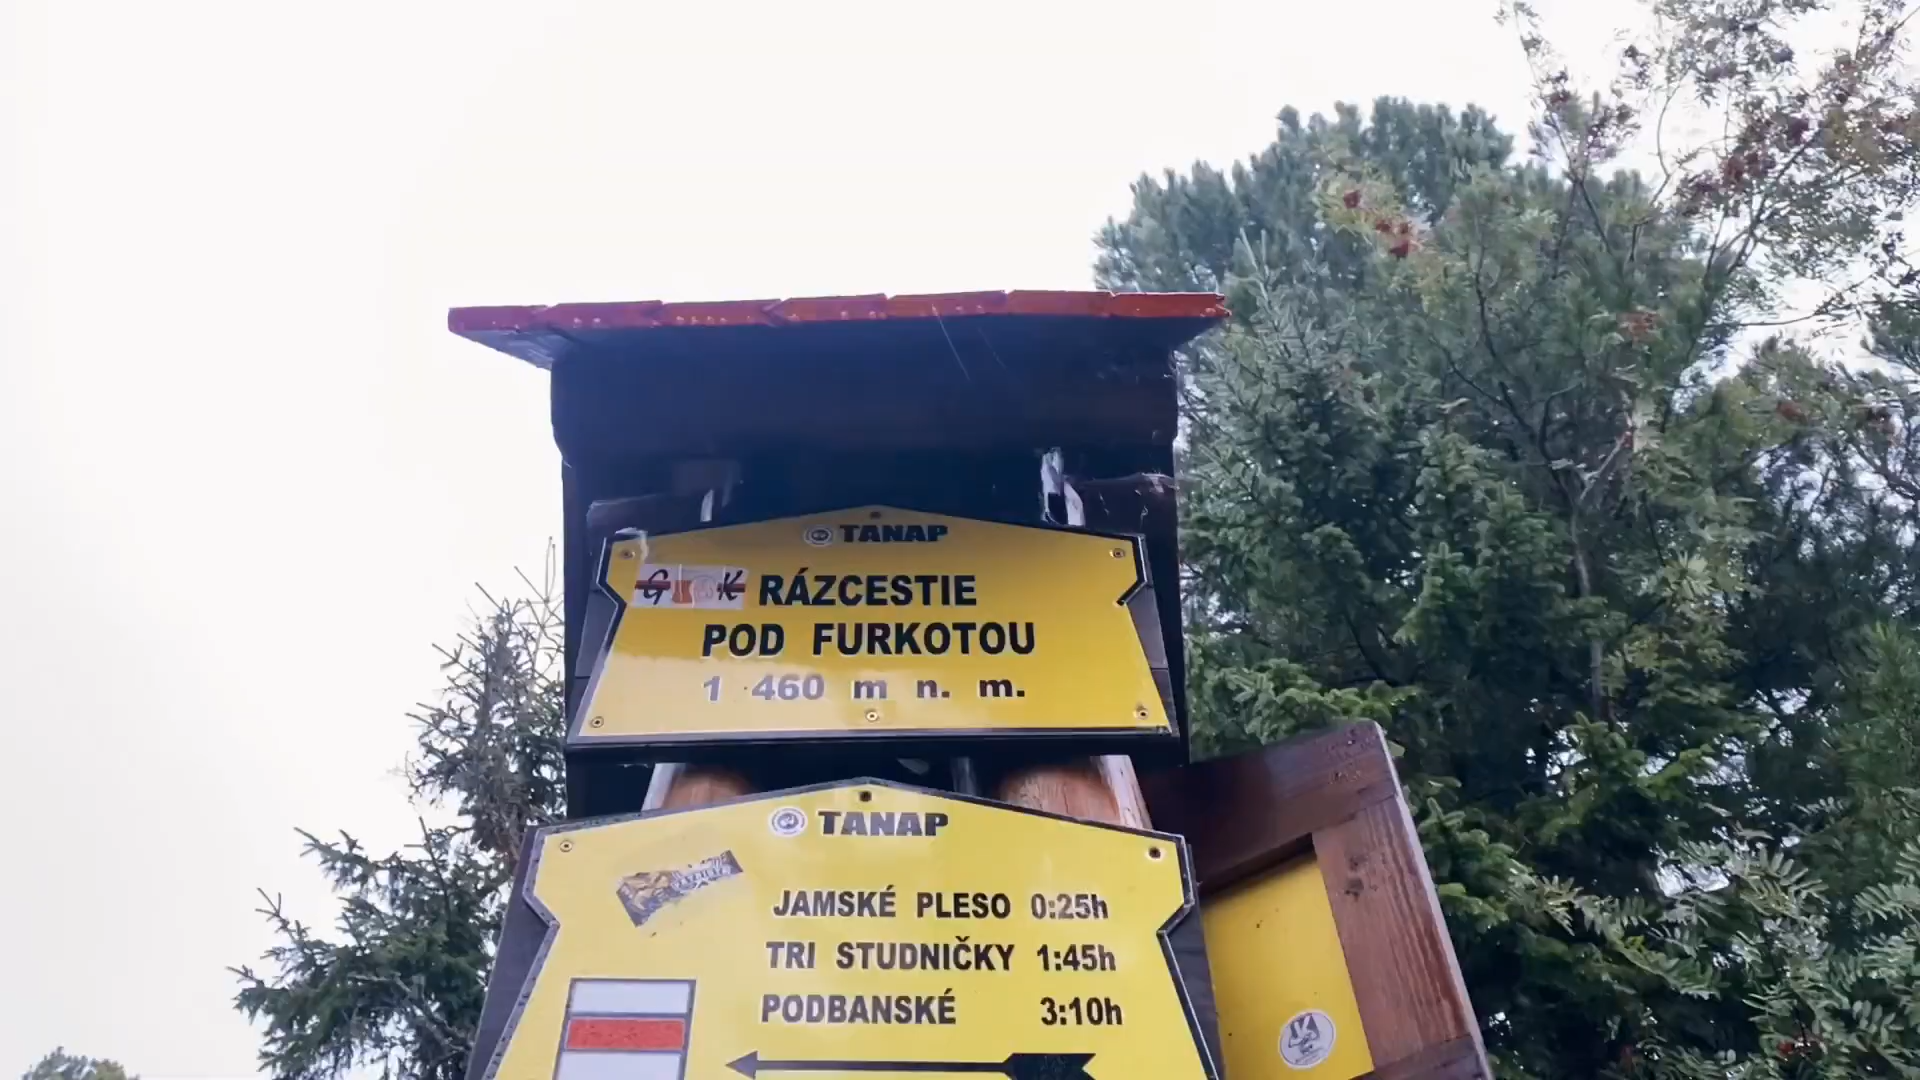 TANAP
G K RÁZCESTIE
POD FURKOTOU
1 460 m n. m.
TANAP
JAMSKÉ PLESO 0:25h
TRI STUDNIČKY 1:45h
PODBANSKÉ 3:10h